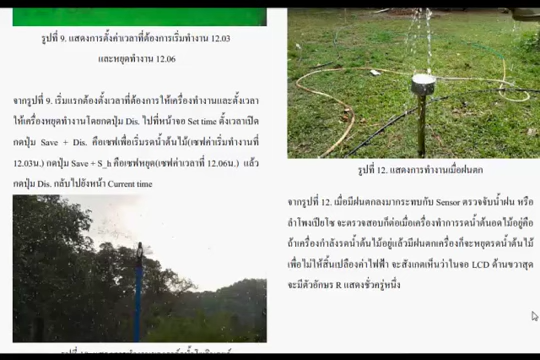 รูปที่ 9. แสดงการตั้งค่าเวลาที่ต้องการเริ่มทำงาน 12.03
และหยุดทำงาน 12.06
จากรูปที่ 9. เริ่มแรกต้องตั้งเวลาที่ต้องการให้เครื่องทำงานและตั้งเวลา
ให้เครื่องหยุดทำงานโดยกดปุ่ม Dis. ไปที่หน้าจอ Set time ตั้งเวลาเปิด
กดปุ่ม Save + Dis. คือเซฟเพื่อเริ่มรดน้ำต้นไม้(เซฟค่าเริ่มทำงานที่
12.03น.) กดปุ่ม Save + S_h คือเซฟหยุด(เซฟค่าเวลาที่ 12.06น.) แล้ว
กดปุ่ม Dis. กลับไปยังหน้า Current time
รูปที่ 12. แสดงการทำงานเมื่อฝนตก
จากรูปที่ 12. เมื่อมีฝนตกลงมากระทบกับ Sensor ตรวจจับน้ำฝน หรือ
ลำโพงเปียโซ จะตรวจสอบก็ต่อเมื่อเครื่องทำการรดน้ำต้นอดไม้อยู่คือ
ถ้าเครื่องกำลังรดน้ำต้นไม้อยู่แล้วมีฝนตกเครื่องก็จะหยุดรดน้ำต้นไม้
เพื่อไม่ให้สิ้นเปลืองค่าไฟฟ้า จะสังเกตเห็นว่าในจอ LCD ด้านขวาสุด
จะมีตัวอักษร R แสดงชั่วครู่หนึ่ง